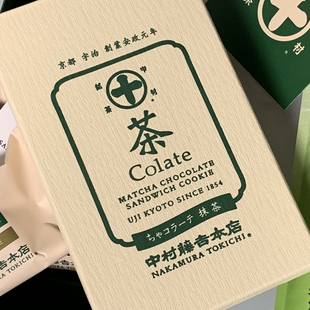 京都 宇治 創業安政元年
茶
Colate
MATCHA CHOCOLATE
SANDWICH COOKIE
UJI KYOTO SINCE 1854
ちゃコラーテ 抹茶
中村藤吉本店
NAKAMURA TOKICHI®